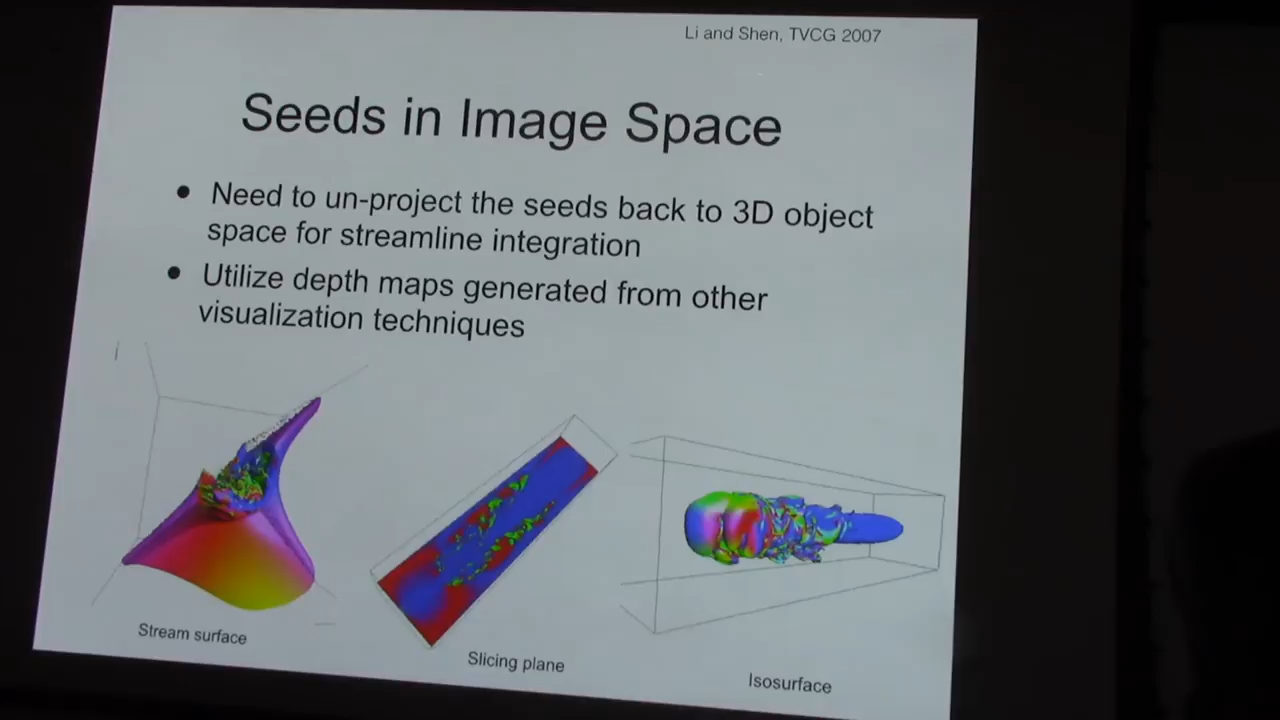 Li and Shen, TVCG 2007
Seeds in Image Space
• Need to un-project the seeds back to 3D object
space for streamline integration
• Utilize depth maps generated from other
visualization techniques
Stream surface
Slicing plane
Isosurface